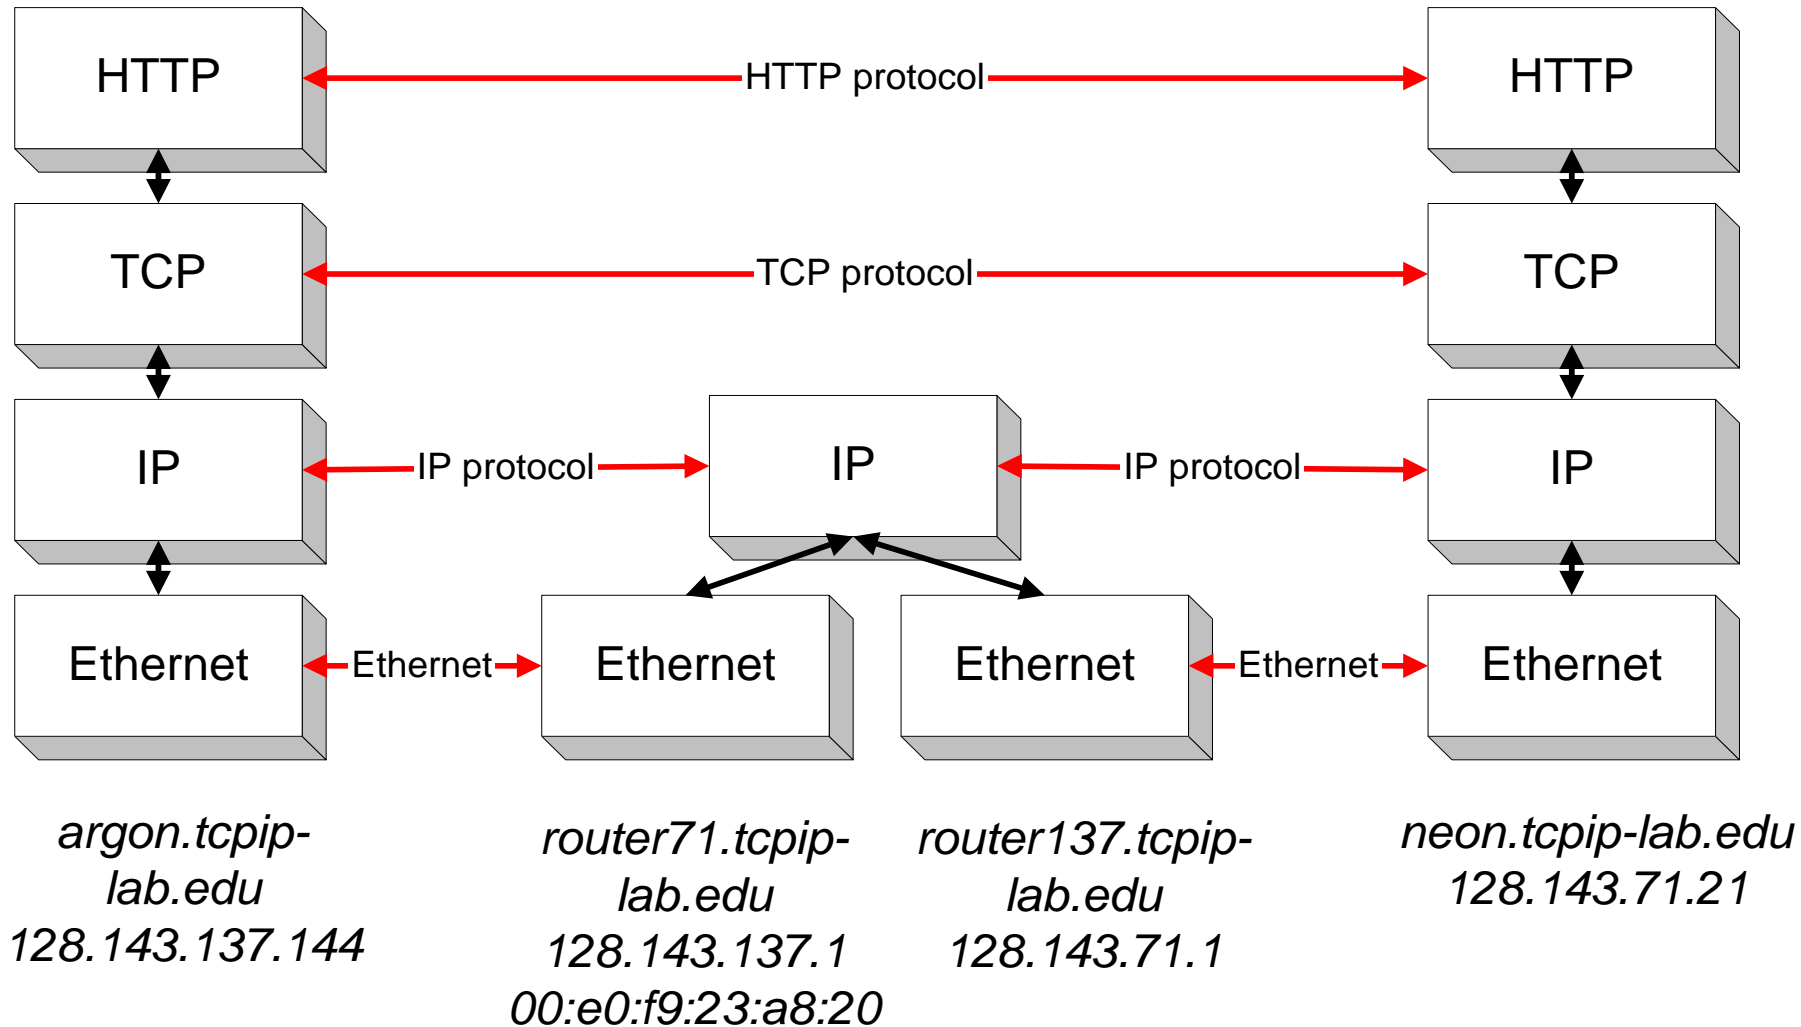 HTTP
HTTP protocol
HTTP
TCP
TCP protocol
TCP
IP
IP protocol
IP
IP protocol
IP
Ethernet
Ethernet
Ethernet
Ethernet
Ethernet
Ethernet
argon.tcpip-
lab.edu
128.143.137.144
router71.tcpip-
lab.edu
128.143.137.1
00:e0:f9:23:a8:20
router137.tcpip-
lab.edu
128.143.71.1
neon.tcpip-lab.edu
128.143.71.21